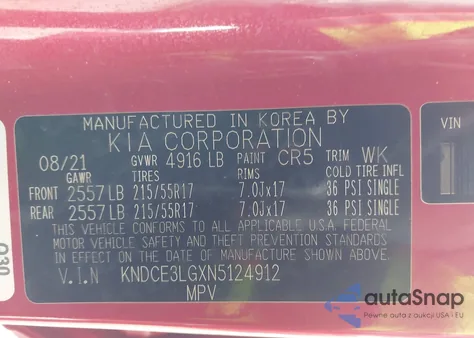 MANUFACTURED IN KOREA BY
KIA CORPORATION
08/21 GVWR 4916 LB PAINT CR5 TRIM WK
GAWR TIRES RIMS COLD TIRE INFL
FRONT 2557 LB 215/55R17 7.0Jx17 36 PSI SINGLE
REAR 2557 LB 215/55R17 7.0Jx17 36 PSI SINGLE
THIS VEHICLE CONFORMS TO ALL APPLICABLE U.S.A. FEDERAL
MOTOR VEHICLE SAFETY AND THEFT PREVENTION STANDARDS
IN EFFECT ON THE DATE OF MANUFACTURE SHOWN ABOVE.
V.I.N KNDCE3LGXN5124912
MPV
VIN
030
autoSnap
Pewne auto z aukcji w USA i EU